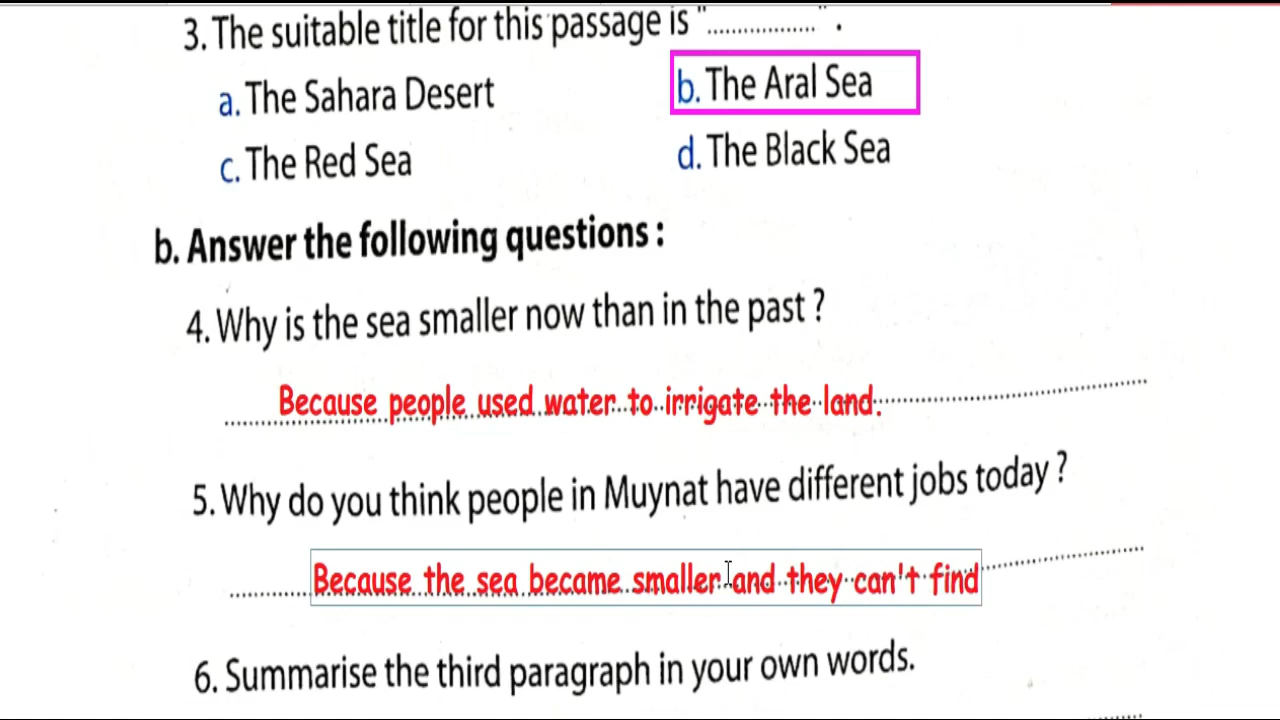 3. The suitable title for this passage is "..................." .
a. The Sahara Desert
b. The Aral Sea
c. The Red Sea
d. The Black Sea
b. Answer the following questions :
4. Why is the sea smaller now than in the past ?
Because people used water to irrigate the land.
5. Why do you think people in Muynat have different jobs today ?
Because the sea became smaller and they can't find
6. Summarise the third paragraph in your own words.